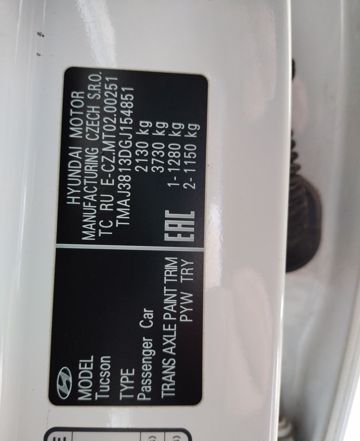 HYUNDAI MOTOR
MANUFACTURING CZECH S.R.O.
TC RU E-CZ.MT02.00251
TMAJ3813DGJ154851
2130 kg
3730 kg
1-1280 kg
2-1150 kg
EAC
MODEL
Tucson
TYPE
Passenger Car
TRANS AXLE PAINT TRIM
PYW TRY